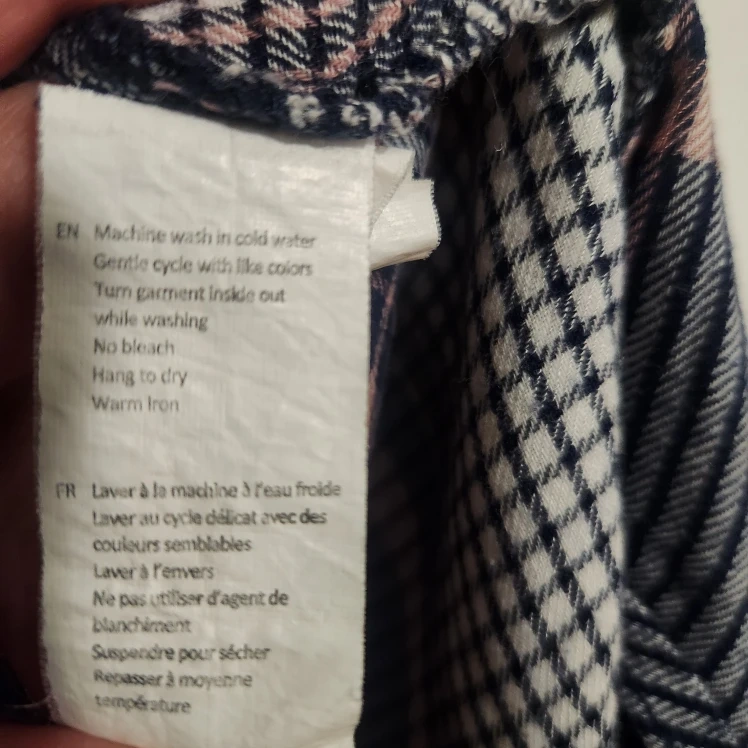 EN Machine wash in cold water
Gentle cycle with like colors
Turn garment inside out
while washing
No bleach
Hang to dry
Warm Iron
FR Laver à la machine à l'eau froide
Laver au cycle délicat avec des
couleurs semblables
Laver à l'envers
Ne pas utiliser d'agent de
blanchiment
Suspendre pour sécher
Repasser à moyenne
température